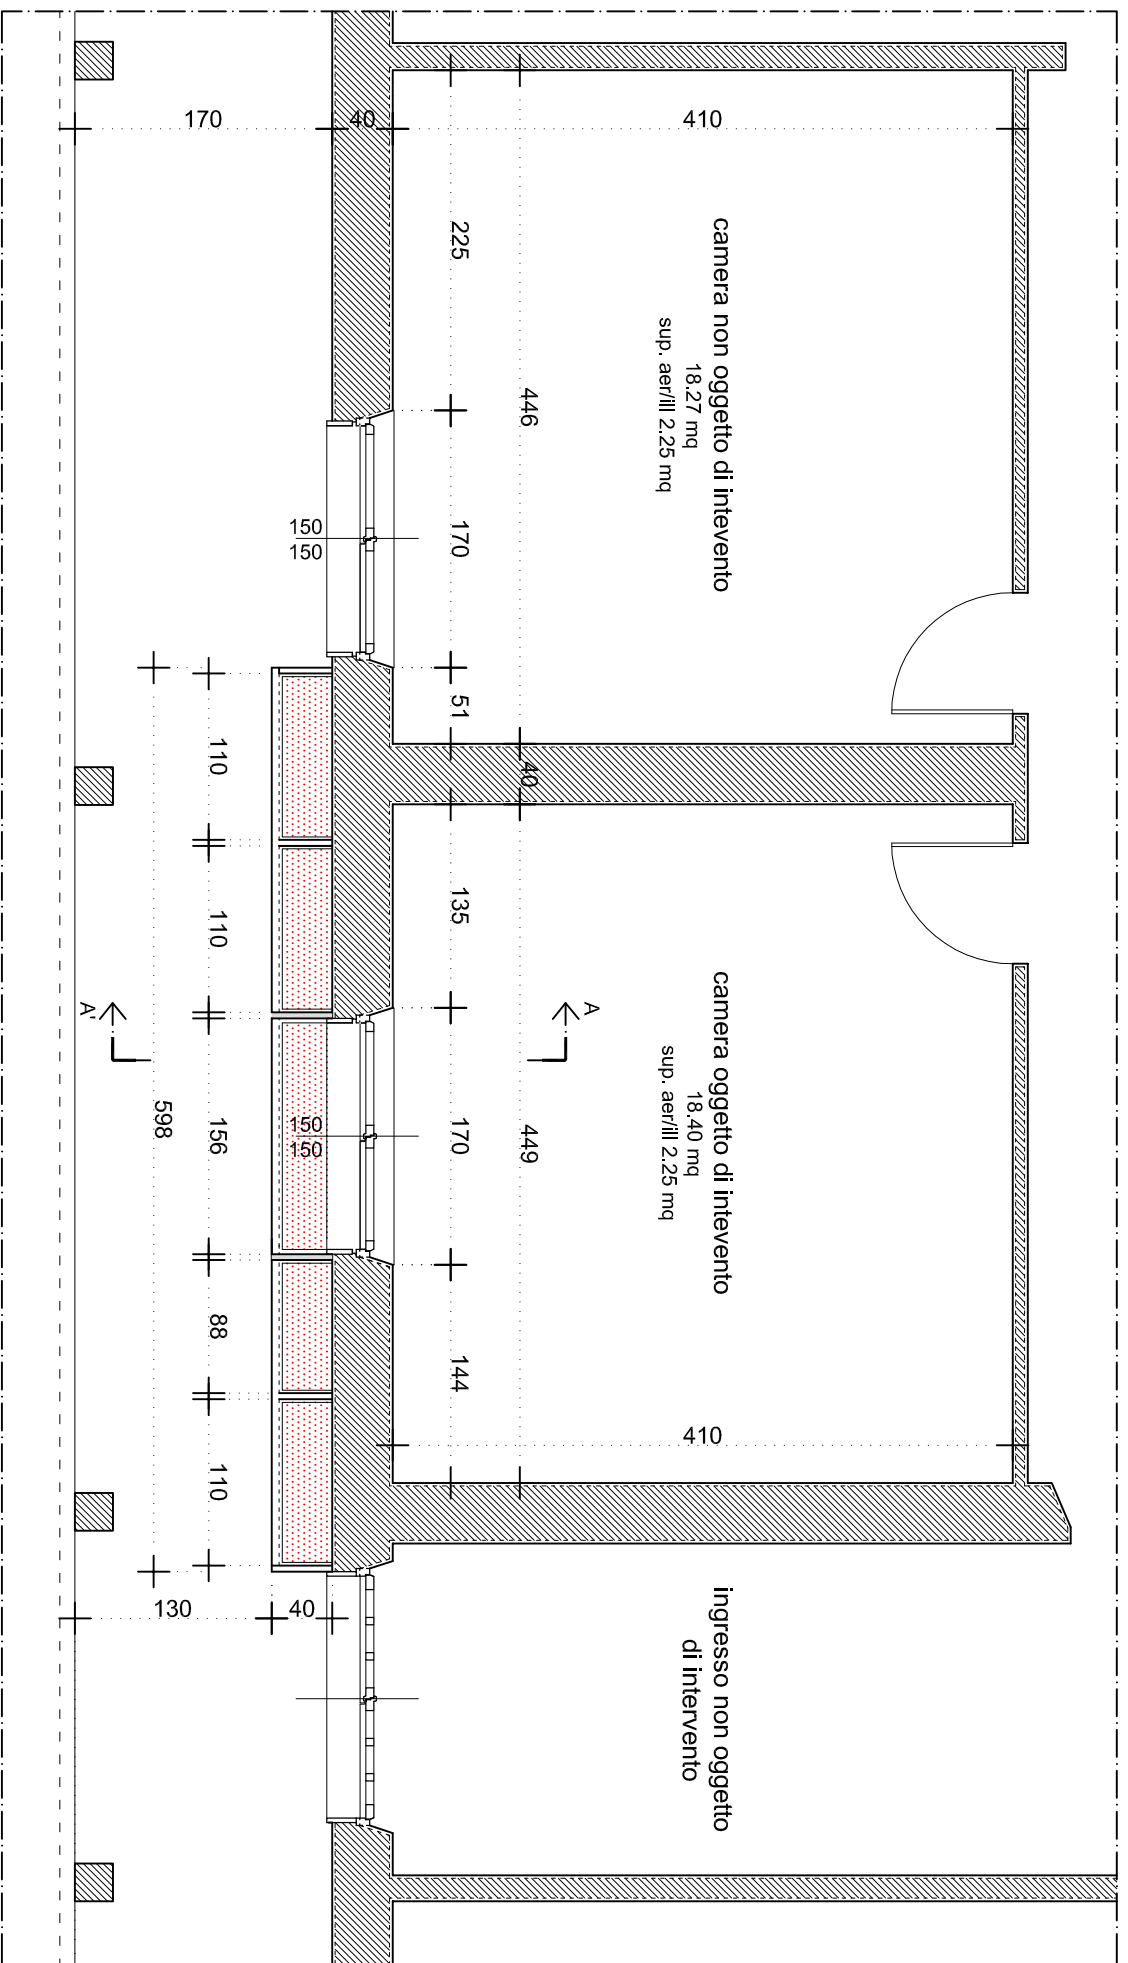 170
40
410
225
446
camera non oggetto di intevento
18.27 mq
sup. aer/ill 2.25 mq
150
150
170
51
40
110
110
135
camera oggetto di intevento
18.40 mq
sup. aer/ill 2.25 mq
A'
A
598
156
150
150
170
449
88
144
110
410
130
40
ingresso non oggetto
di intervento